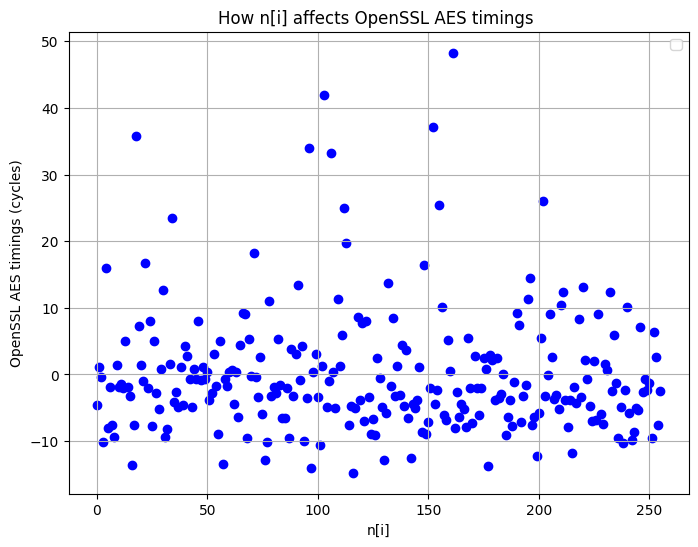 How n[i] affects OpenSSL AES timings
50
40
30
20
10
0
−10
OpenSSL AES timings (cycles)
0 50 100 150 200 250
n[i]